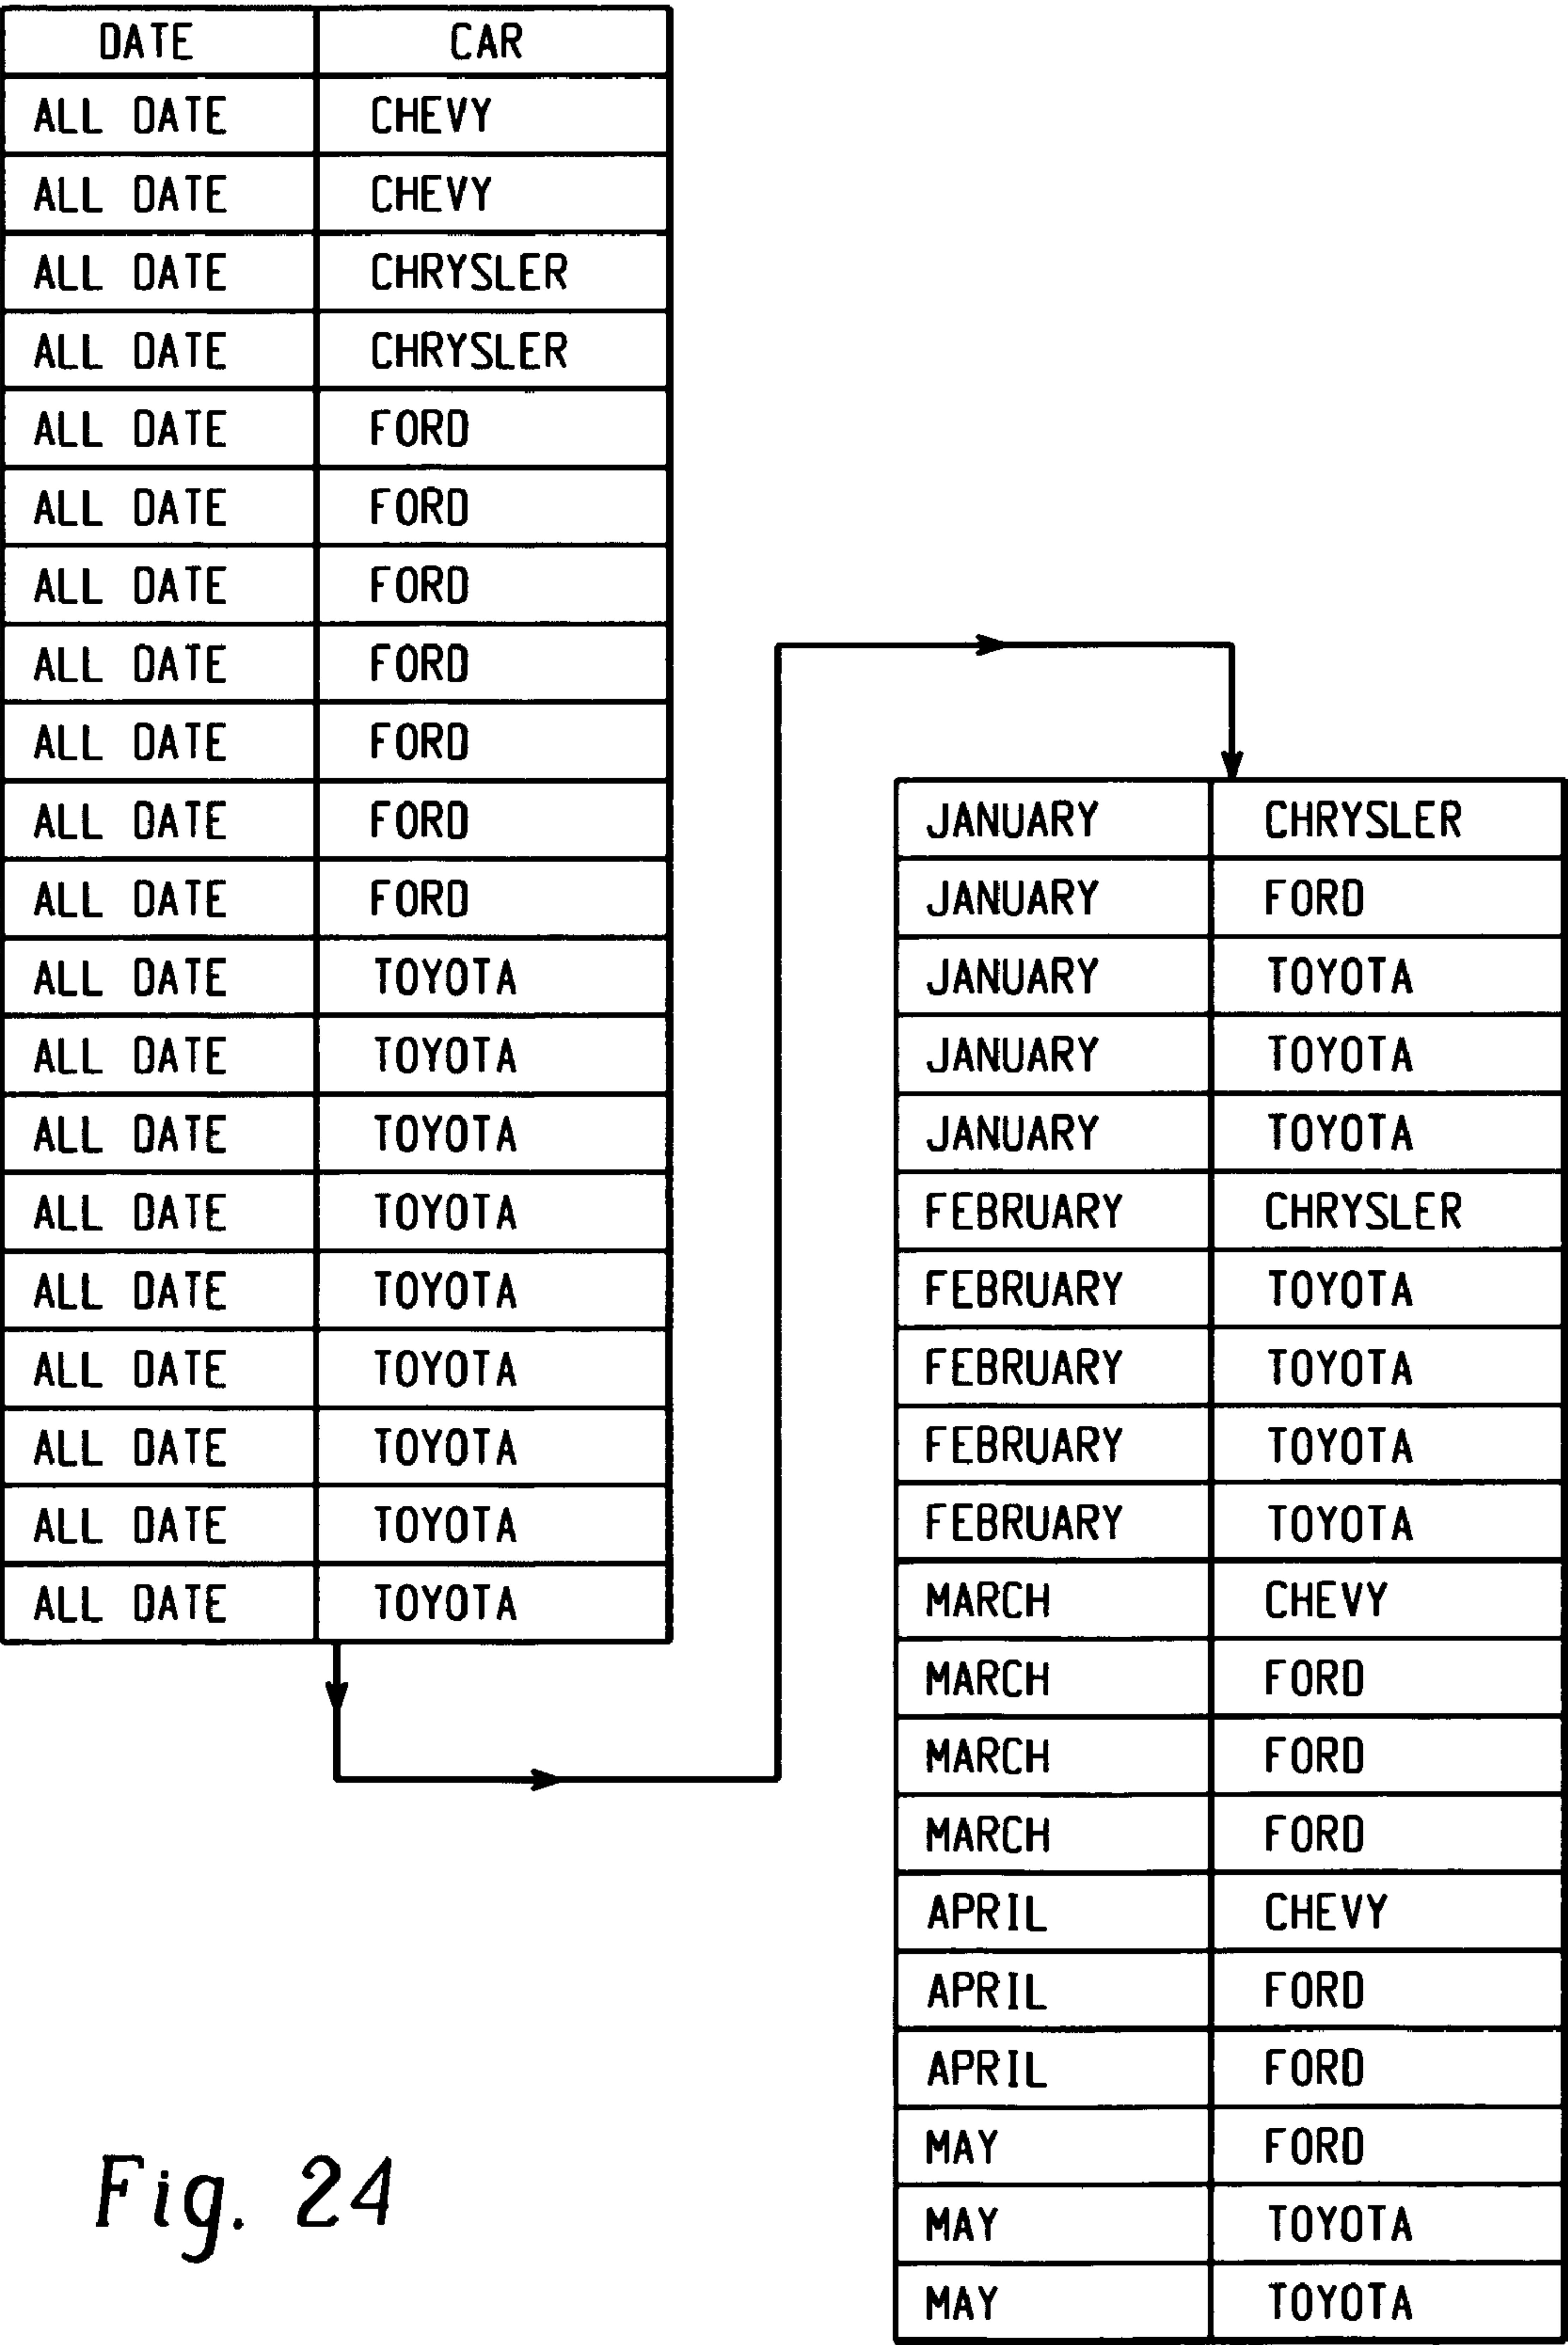 DATE CAR
ALL DATE CHEVY
ALL DATE CHEVY
ALL DATE CHRYSLER
ALL DATE CHRYSLER
ALL DATE FORD
ALL DATE FORD
ALL DATE FORD
ALL DATE FORD
ALL DATE FORD
ALL DATE FORD
ALL DATE FORD
ALL DATE TOYOTA
ALL DATE TOYOTA
ALL DATE TOYOTA
ALL DATE TOYOTA
ALL DATE TOYOTA
ALL DATE TOYOTA
ALL DATE TOYOTA
ALL DATE TOYOTA
ALL DATE TOYOTA
JANUARY CHRYSLER
JANUARY FORD
JANUARY TOYOTA
JANUARY TOYOTA
JANUARY TOYOTA
FEBRUARY CHRYSLER
FEBRUARY TOYOTA
FEBRUARY TOYOTA
FEBRUARY TOYOTA
FEBRUARY TOYOTA
MARCH CHEVY
MARCH FORD
MARCH FORD
MARCH FORD
APRIL CHEVY
APRIL FORD
APRIL FORD
MAY FORD
MAY TOYOTA
MAY TOYOTA
Fig. 24